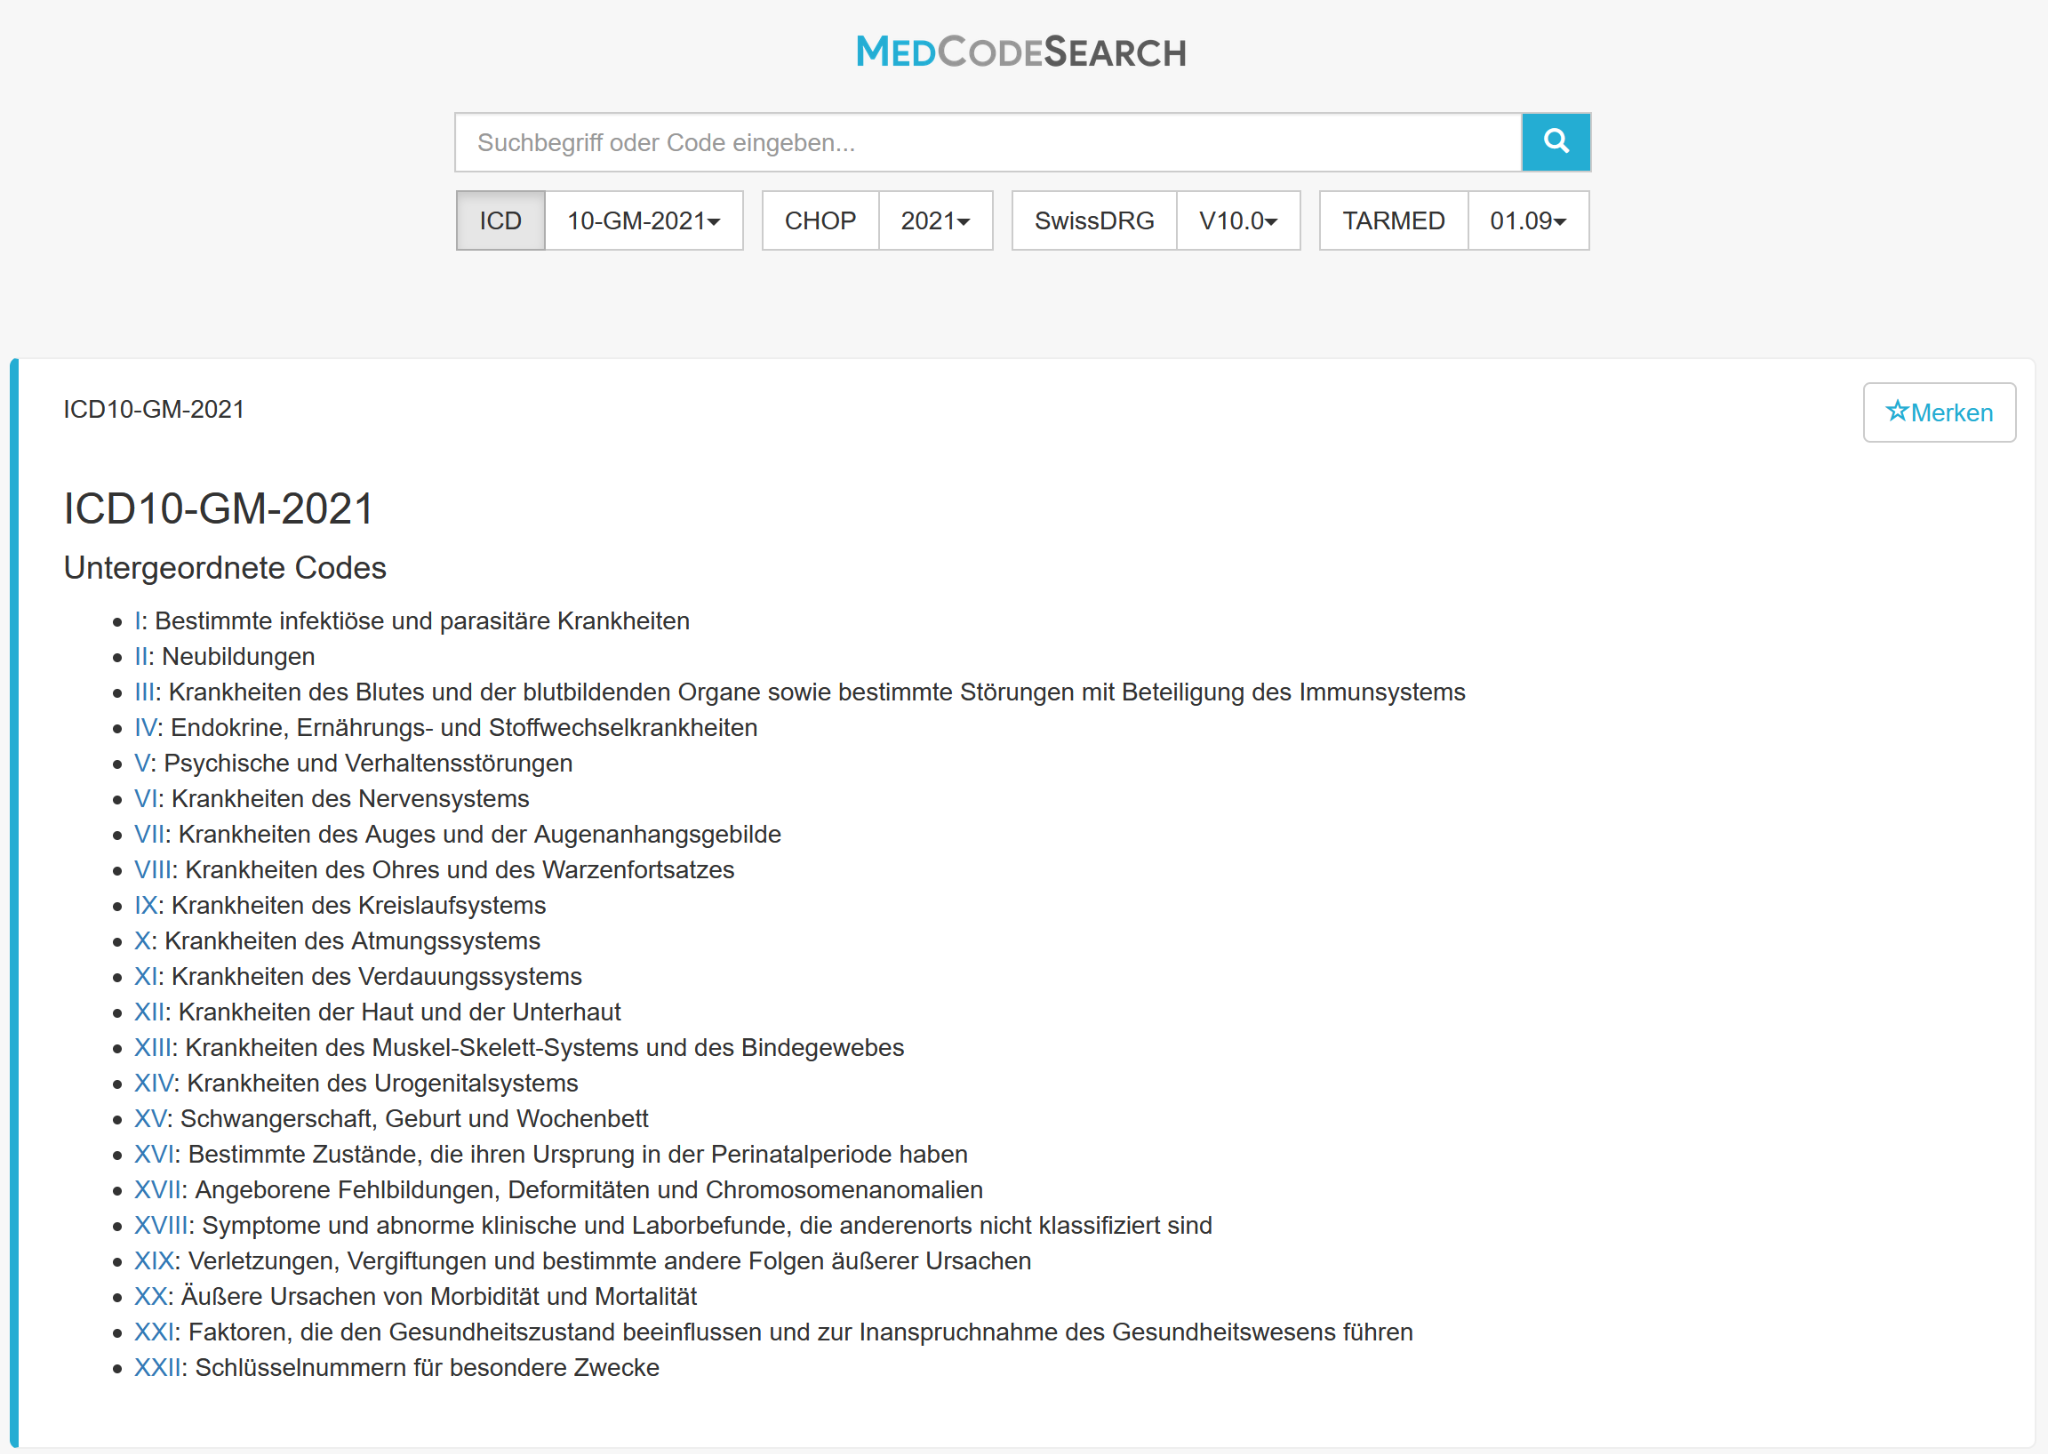 MEDCODESEARCH
Suchbegriff oder Code eingeben...
ICD 10-GM-2021 CHOP 2021 SwissDRG V10.0 TARMED 01.09
ICD10-GM-2021
Merken
ICD10-GM-2021
Untergeordnete Codes
I: Bestimmte infektiöse und parasitäre Krankheiten
II: Neubildungen
III: Krankheiten des Blutes und der blutbildenden Organe sowie bestimmte Störungen mit Beteiligung des Immunsystems
IV: Endokrine, Ernährungs- und Stoffwechselkrankheiten
V: Psychische und Verhaltensstörungen
VI: Krankheiten des Nervensystems
VII: Krankheiten des Auges und der Augenanhangsgebilde
VIII: Krankheiten des Ohres und des Warzenfortsatzes
IX: Krankheiten des Kreislaufsystems
X: Krankheiten des Atmungssystems
XI: Krankheiten des Verdauungssystems
XII: Krankheiten der Haut und der Unterhaut
XIII: Krankheiten des Muskel-Skelett-Systems und des Bindegewebes
XIV: Krankheiten des Urogenitalsystems
XV: Schwangerschaft, Geburt und Wochenbett
XVI: Bestimmte Zustände, die ihren Ursprung in der Perinatalperiode haben
XVII: Angeborene Fehlbildungen, Deformitäten und Chromosomenanomalien
XVIII: Symptome und abnorme klinische und Laborbefunde, die anderenorts nicht klassifiziert sind
XIX: Verletzungen, Vergiftungen und bestimmte andere Folgen äußerer Ursachen
XX: Äußere Ursachen von Morbidität und Mortalität
XXI: Faktoren, die den Gesundheitszustand beeinflussen und zur Inanspruchnahme des Gesundheitswesens führen
XXII: Schlüsselnummern für besondere Zwecke